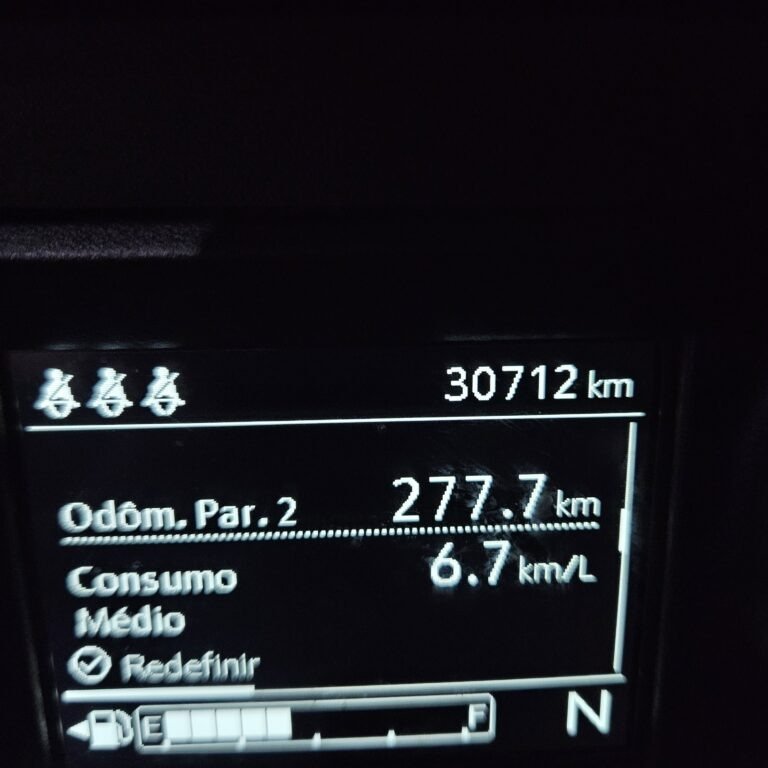 30712 km
Odôm. Par. 2 277.7 km
Consumo 6.7 km/L
Médio
Redefinir
E F N